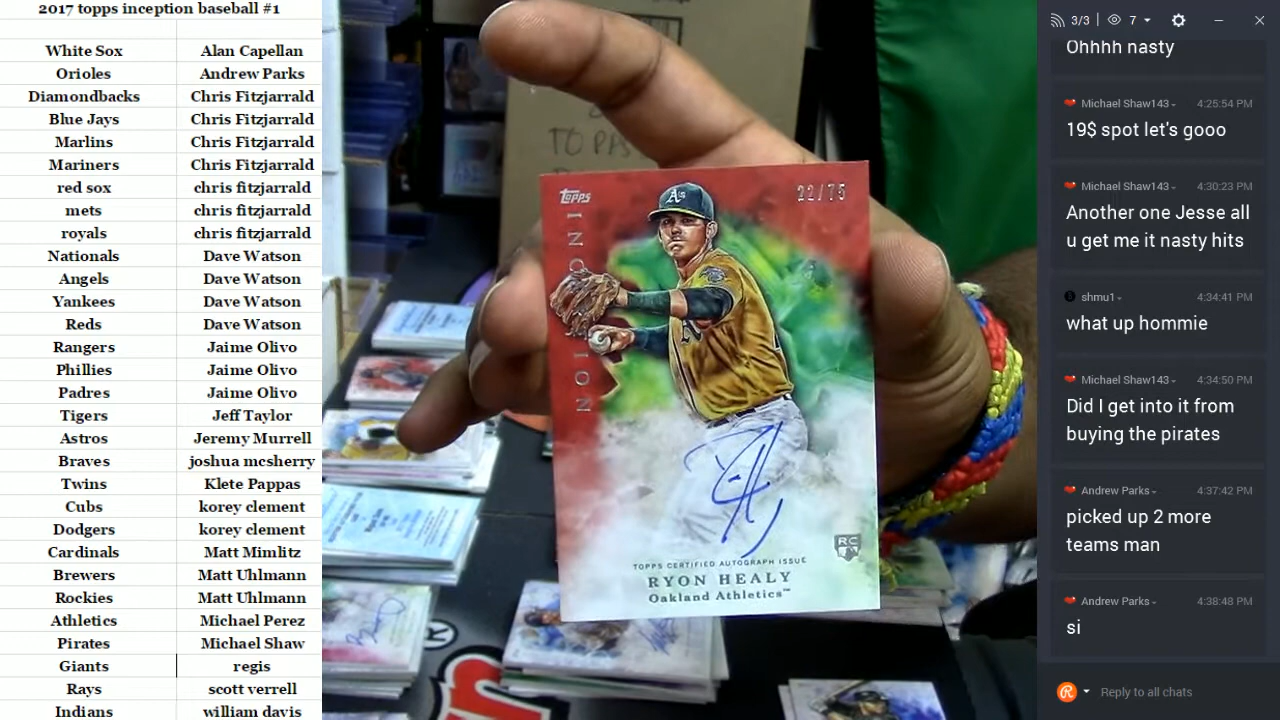 2017 topps inception baseball #1
White Sox Alan Capellan
Orioles Andrew Parks
Diamondbacks Chris Fitzjarrald
Blue Jays Chris Fitzjarrald
Marlins Chris Fitzjarrald
Mariners Chris Fitzjarrald
red sox chris fitzjarrald
mets chris fitzjarrald
royals chris fitzjarrald
Nationals Dave Watson
Angels Dave Watson
Yankees Dave Watson
Reds Dave Watson
Rangers Jaime Olivo
Phillies Jaime Olivo
Padres Jaime Olivo
Tigers Jeff Taylor
Astros Jeremy Murrell
Braves joshua mcsherry
Twins Klete Pappas
Cubs korey clement
Dodgers korey clement
Cardinals Matt Mimlitz
Brewers Matt Uhlmann
Rockies Matt Uhlmann
Athletics Michael Perez
Pirates Michael Shaw
Giants regis
Rays scott verrell
Indians william davis
TO
Topps
22/75
A's
RC
TOPPS CERTIFIED AUTOGRAPH ISSUE
RYON HEALY
Oakland Athletics™
3/3 7
Ohhhh nasty
Michael Shaw143 4:25:54 PM
19$ spot let's gooo
Michael Shaw143 4:30:23 PM
Another one Jesse all
u get me it nasty hits
shmu1 4:34:41 PM
what up hommie
Michael Shaw143 4:34:50 PM
Did I get into it from
buying the pirates
Andrew Parks 4:37:42 PM
picked up 2 more
teams man
Andrew Parks 4:38:48 PM
si
Reply to all chats